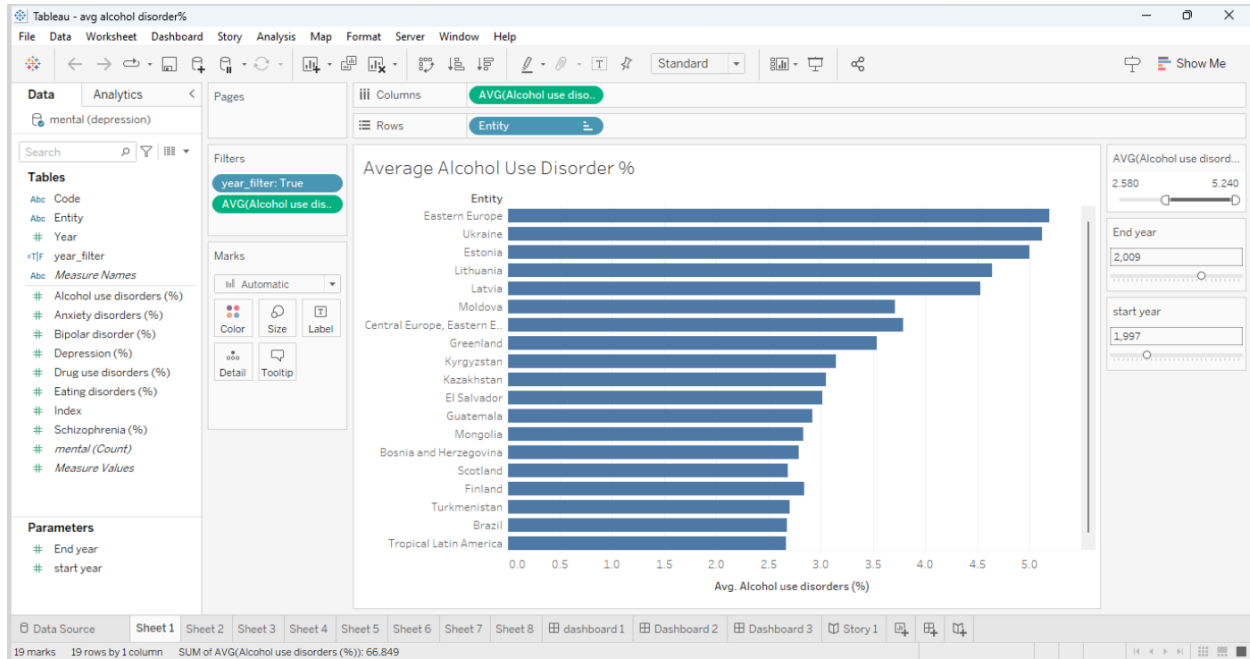 Tableau - avg alcohol disorder%
File Data Worksheet Dashboard Story Analysis Map Format Server Window Help
Standard
Show Me
Data Analytics
mental (depression)
Search
Tables
Abc Code
Abc Entity
# Year
=T|F year_filter
Abc Measure Names
# Alcohol use disorders (%)
# Anxiety disorders (%)
# Bipolar disorder (%)
# Depression (%)
# Drug use disorders (%)
# Eating disorders (%)
# Index
# Schizophrenia (%)
# mental (Count)
# Measure Values
Parameters
# End year
# start year
Pages
Filters
year_filter: True
AVG(Alcohol use dis..
Marks
Automatic
Color Size Label
Detail Tooltip
Columns AVG(Alcohol use diso..
Rows Entity
Average Alcohol Use Disorder %
Entity
Eastern Europe
Ukraine
Estonia
Lithuania
Latvia
Moldova
Central Europe, Eastern E..
Greenland
Kyrgyzstan
Kazakhstan
El Salvador
Guatemala
Mongolia
Bosnia and Herzegovina
Scotland
Finland
Turkmenistan
Brazil
Tropical Latin America
0.0 0.5 1.0 1.5 2.0 2.5 3.0 3.5 4.0 4.5 5.0
Avg. Alcohol use disorders (%)
AVG(Alcohol use disord...
2.580 5.240
End year
2,009
start year
1,997
Data Source Sheet 1 Sheet 2 Sheet 3 Sheet 4 Sheet 5 Sheet 6 Sheet 7 Sheet 8 dashboard 1 Dashboard 2 Dashboard 3 Story 1
19 marks 19 rows by 1 column SUM of AVG(Alcohol use disorders (%)): 66.849